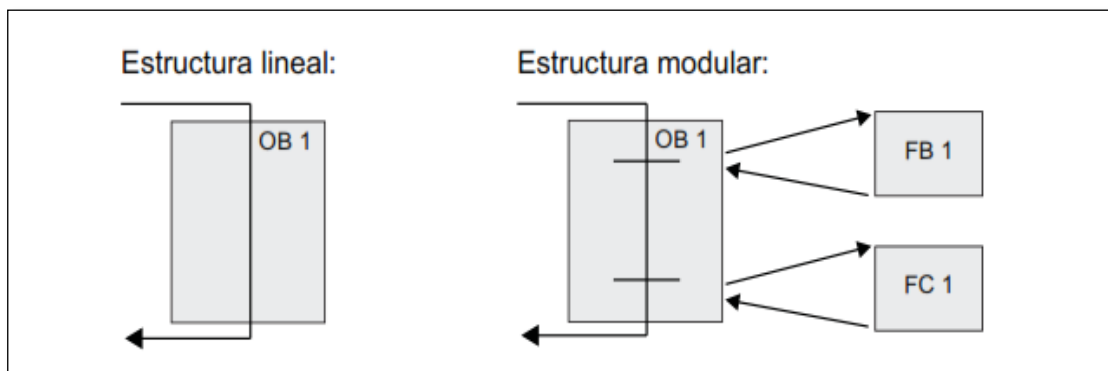 Estructura lineal:
OB 1
Estructura modular:
OB 1
FB 1
FC 1